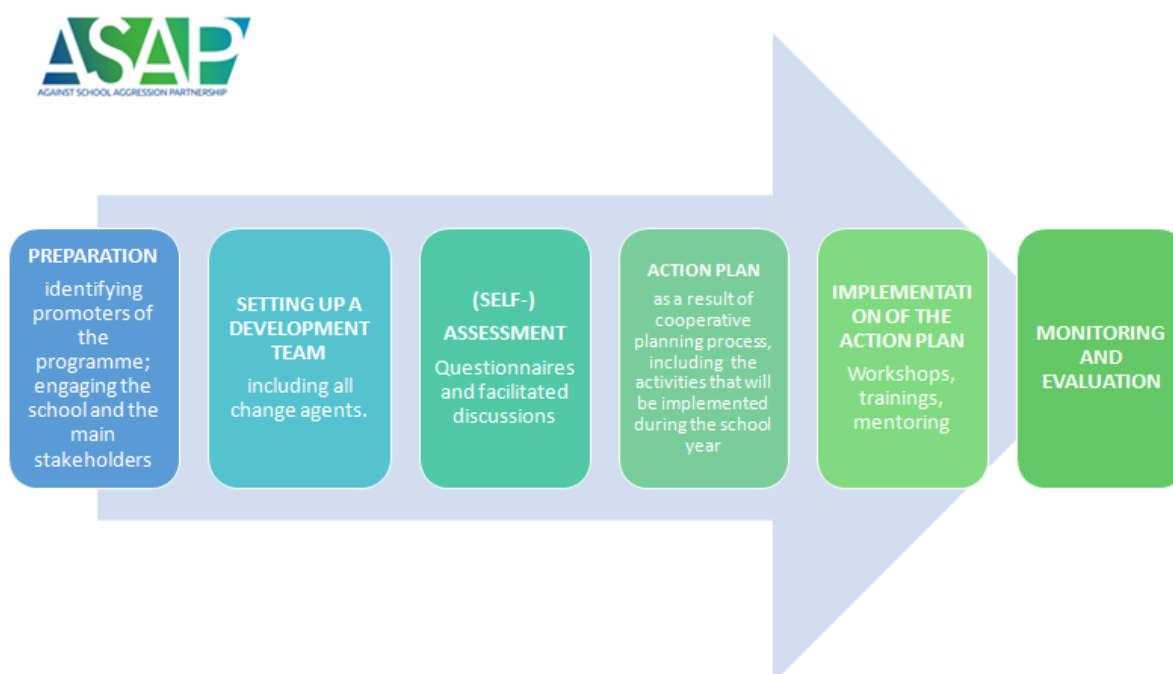 ASAP
AGAINST SCHOOL AGGRESSION PARTNERSHIP
PREPARATION
identifying
promoters of
the
programme;
engaging the
school and the
main
stakeholders
SETTING UP A
DEVELOPMENT
TEAM
including all
change agents.
(SELF-)
ASSESSMENT
Questionnaires
and facilitated
discussions
ACTION PLAN
as a result of
cooperative
planning process,
including the
activities that will
be implemented
during the school
year
IMPLEMENTATI
ON OF THE
ACTION PLAN
Workshops,
trainings,
mentoring
MONITORING
AND
EVALUATION